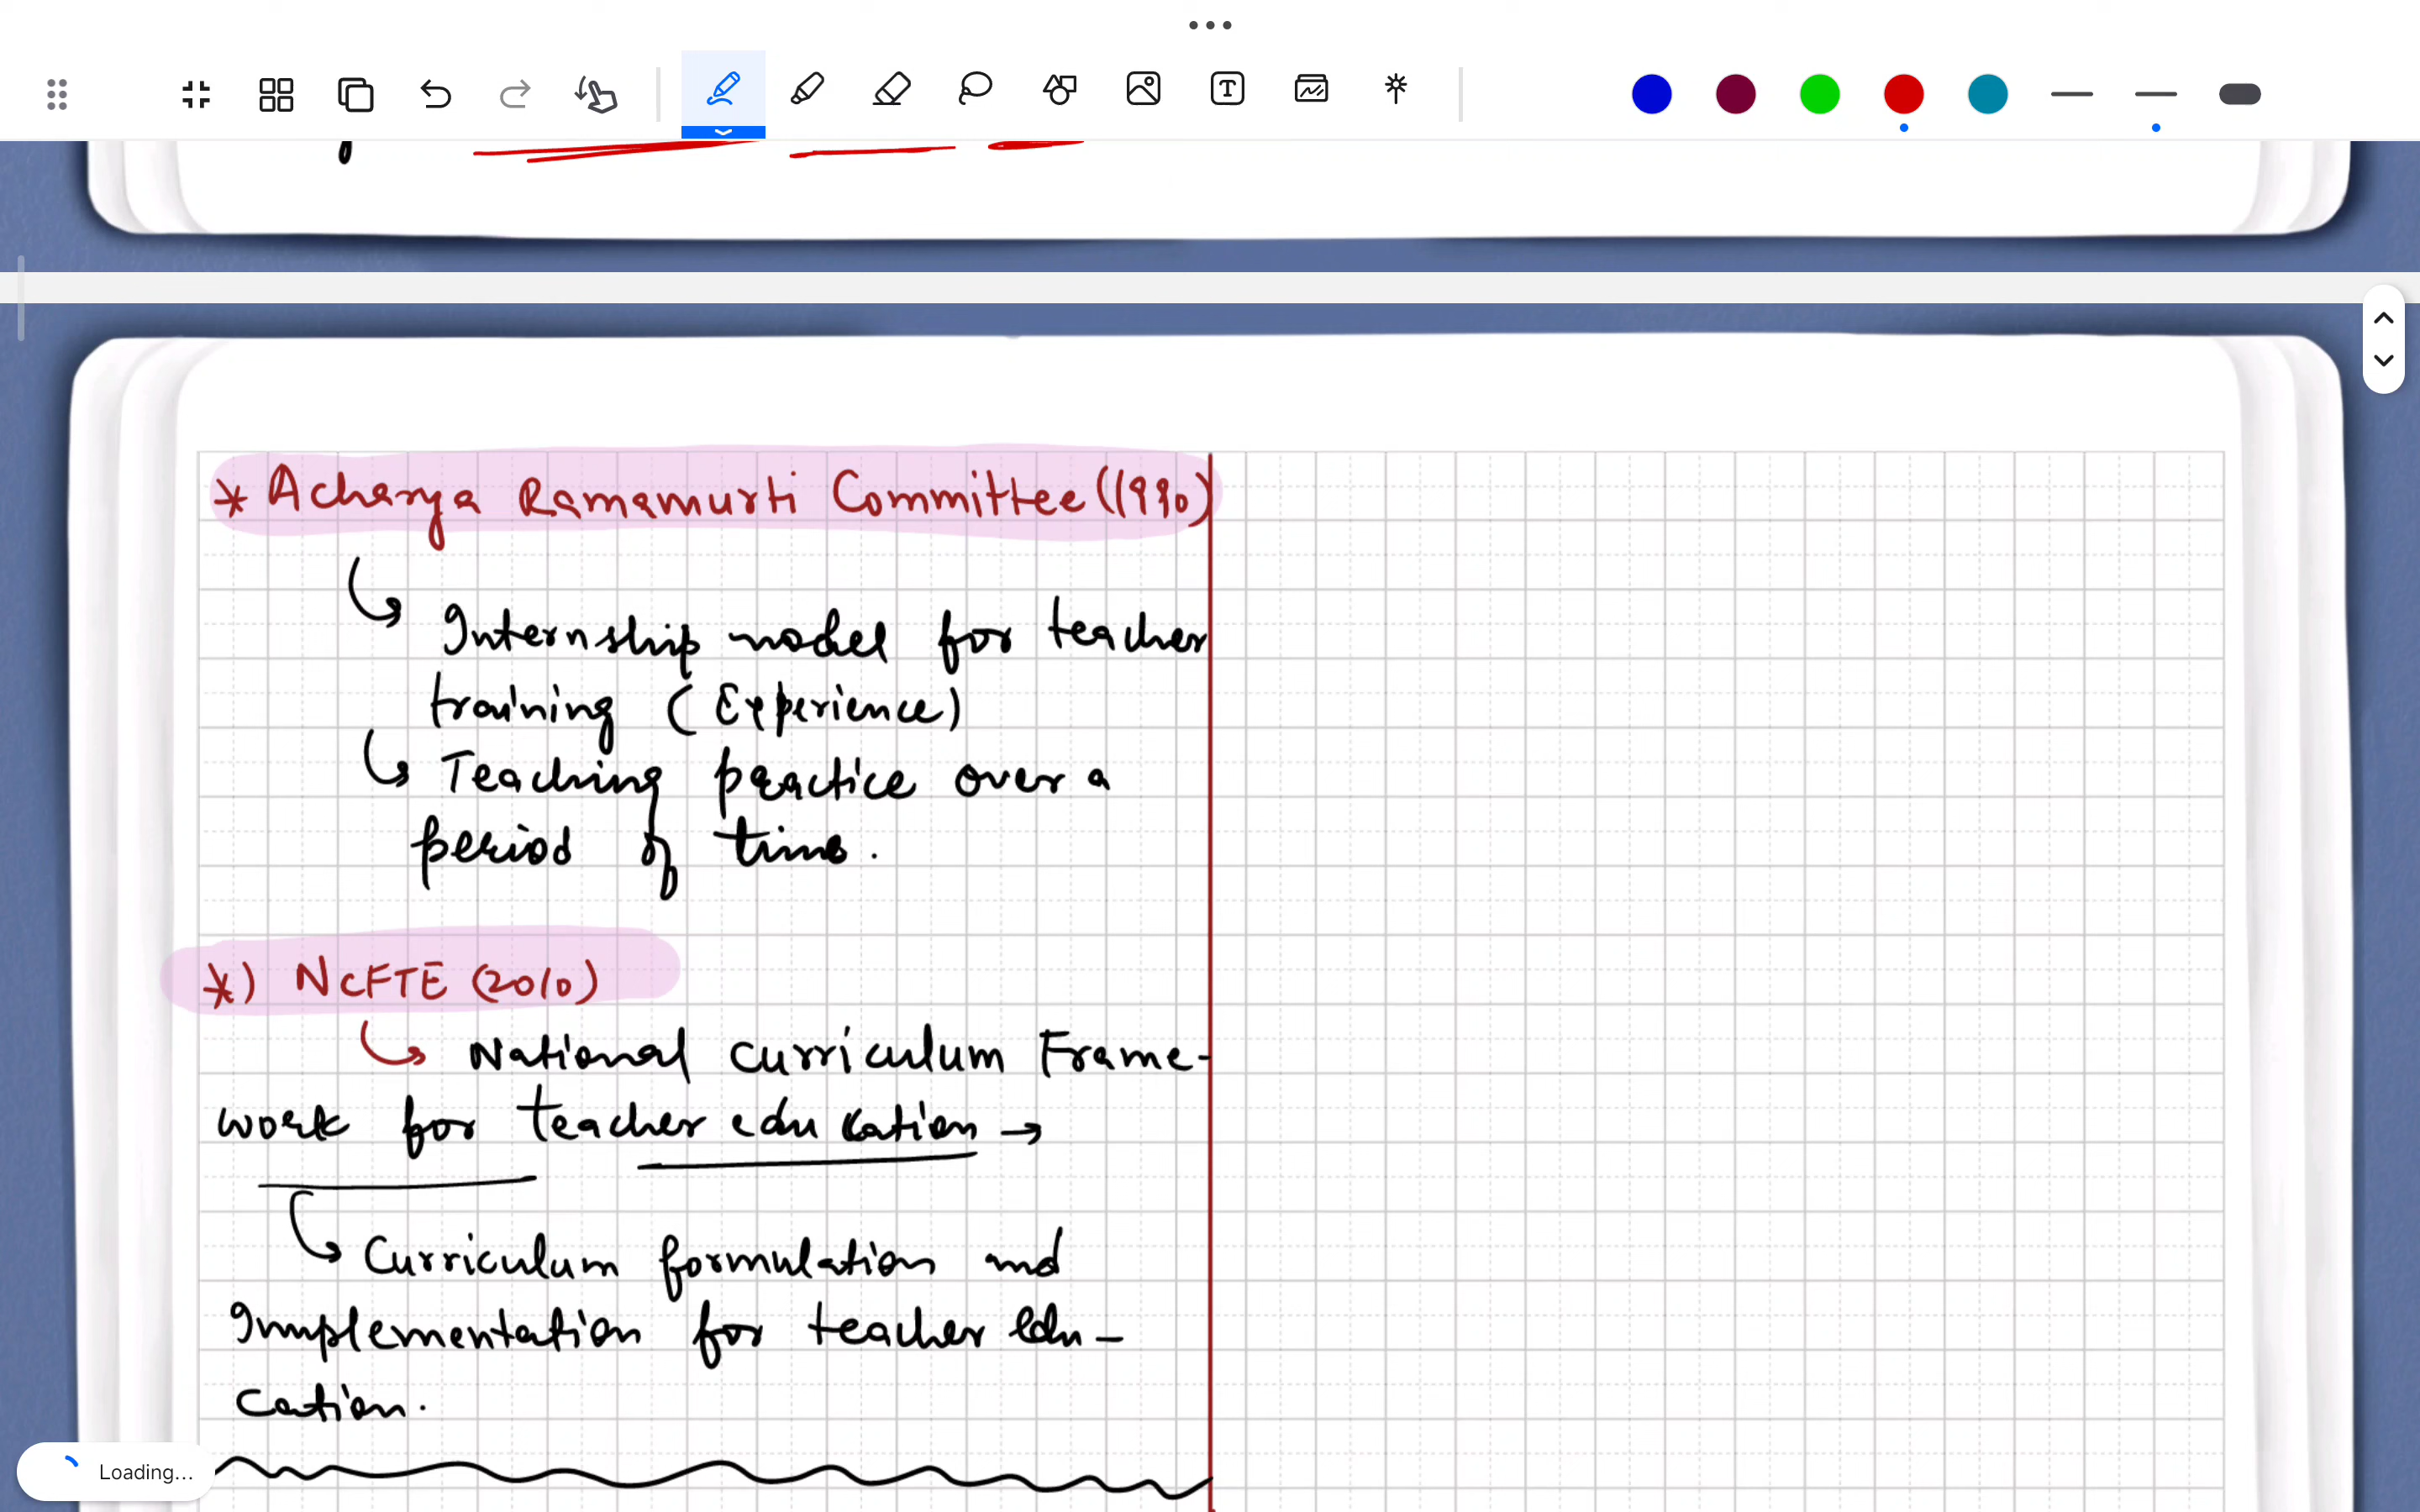 * Acharya Ramamurti Committee (1990)
Internship model for teacher
training (Experience)
Teaching practice over a
period of time.
*) NCFTE (2010)
National curriculum Frame-
work for teacher education →
Curriculum formulation and
Implementation for teacher Edu-
cation.
Loading...